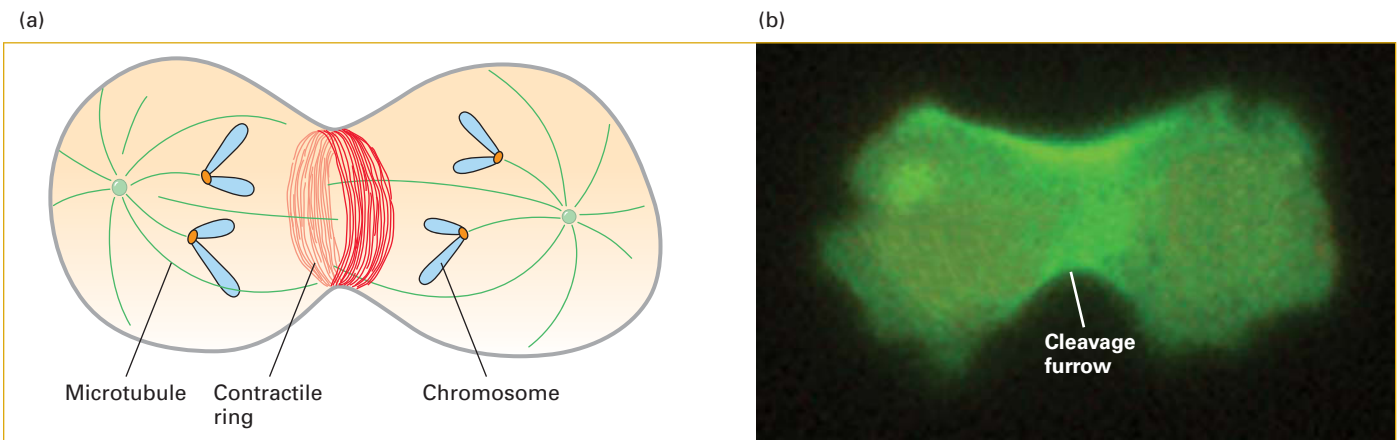 (a)
(b)
Microtubule
Contractile
ring
Chromosome
Cleavage
furrow